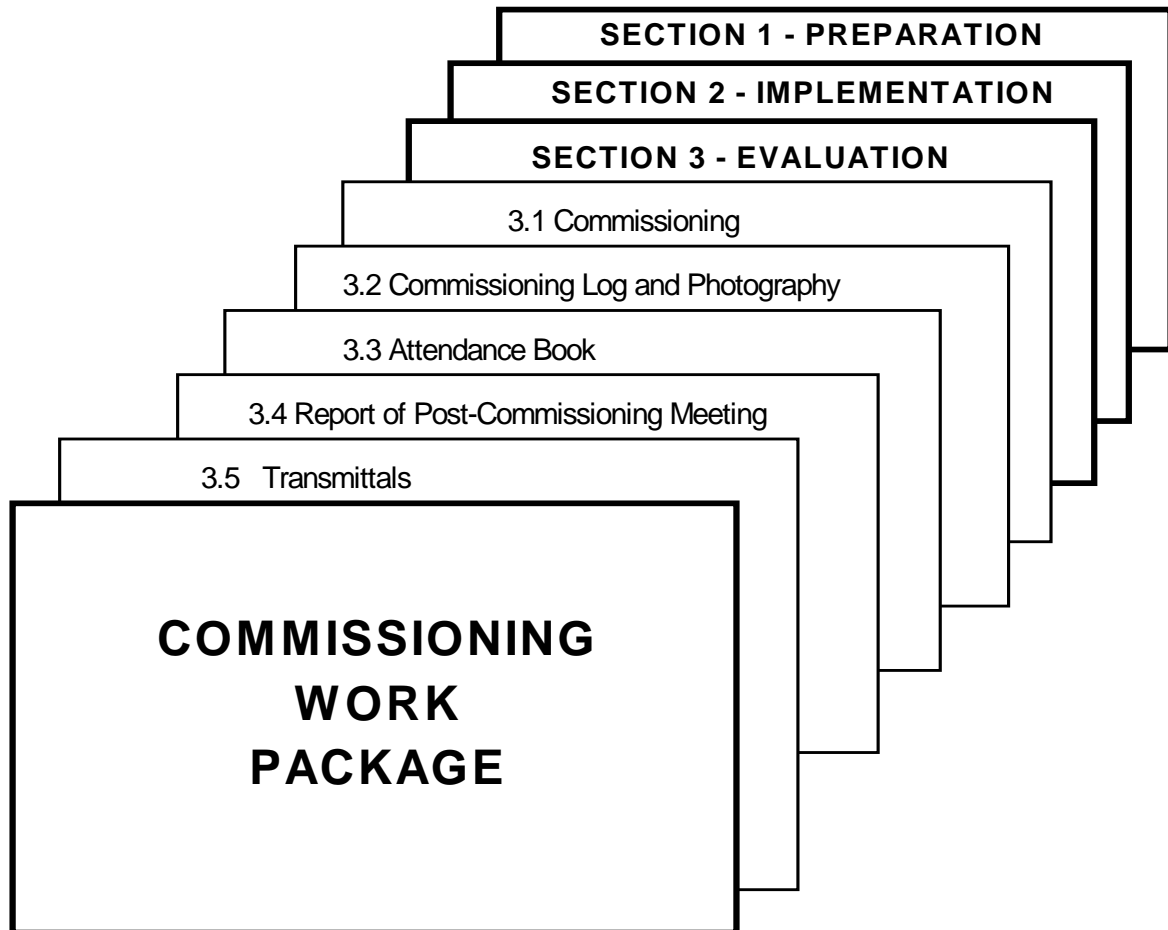 SECTION 1 - PREPARATION
SECTION 2 - IMPLEMENTATION
SECTION 3 - EVALUATION
3.1 Commissioning
3.2 Commissioning Log and Photography
3.3 Attendance Book
3.4 Report of Post-Commissioning Meeting
3.5 Transmittals
COMMISSIONING
WORK
PACKAGE